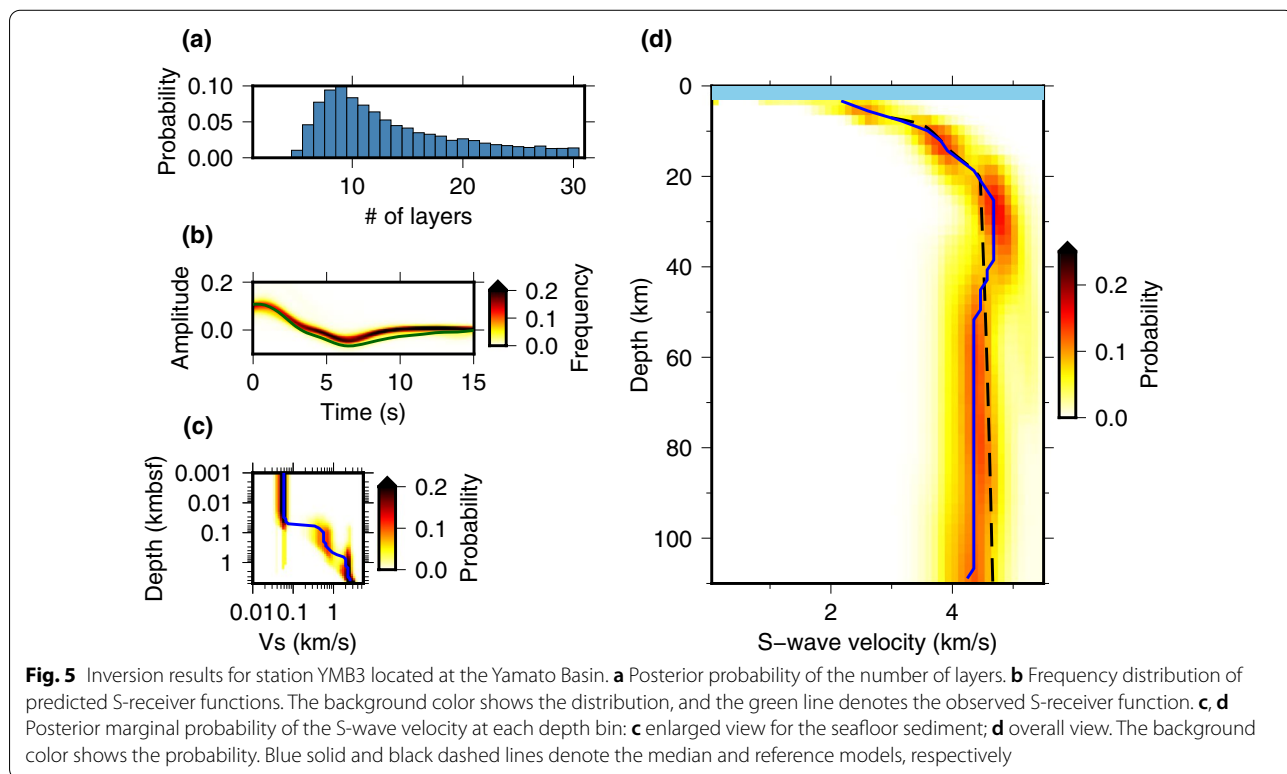 (a)
Probability
0.10
0.05
0.00
10 20 30
# of layers
(b)
Amplitude
0.2
0.0
0 5 10 15
Time (s)
0.2
0.1
0.0
Frequency
(c)
Depth (kmbsf)
0.001
0.01
0.1
1
0.01 0.1 1
Vs (km/s)
0.2
0.1
0.0
Probability
(d)
Depth (km)
0
20
40
60
80
100
2 4
S-wave velocity (km/s)
0.2
0.1
0.0
Probability
Fig. 5 Inversion results for station YMB3 located at the Yamato Basin. a Posterior probability of the number of layers. b Frequency distribution of
predicted S-receiver functions. The background color shows the distribution, and the green line denotes the observed S-receiver function. c, d
Posterior marginal probability of the S-wave velocity at each depth bin: c enlarged view for the seafloor sediment; d overall view. The background
color shows the probability. Blue solid and black dashed lines denote the median and reference models, respectively